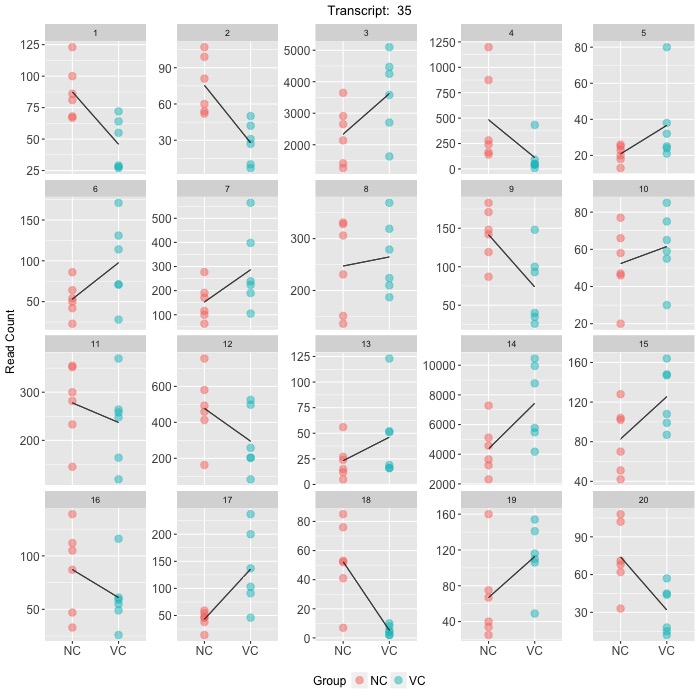 Transcript: 35
1 2 3 4 5
125 100 75 50 25
90 60 30
5000 4000 3000 2000
1250 1000 750 500 250 0
80 60 40 20
6 7 8 9 10
150 100 50
500 400 300 200 100
300 200
150 100 50
80 60 40 20
Read Count
11 12 13 14 15
300 200
600 400 200
125 100 75 50 25 0
10000 8000 6000 4000 2000
160 120 80 40
16 17 18 19 20
100 50
200 150 100 50
80 60 40 20 0
160 120 80 40
90 60 30
NC VC NC VC NC VC NC VC NC VC
Group NC VC